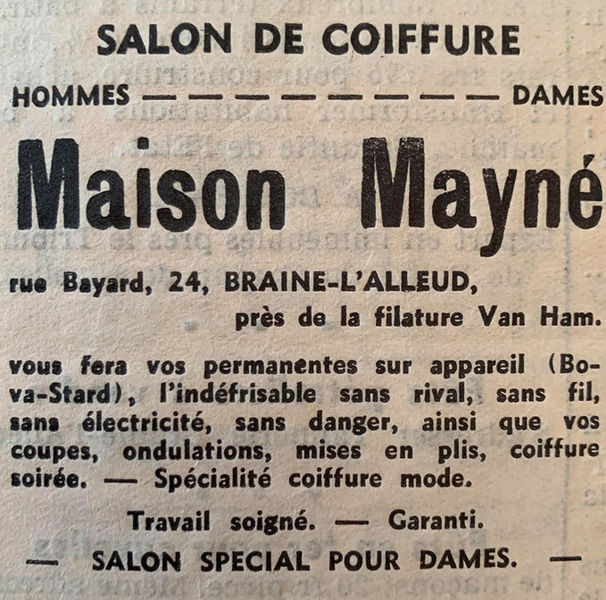 SALON DE COIFFURE
HOMMES — — — — — — — — — DAMES
Maison Mayné
rue Bayard, 24, BRAINE-L'ALLEUD,
près de la filature Van Ham.
vous fera vos permanentes sur appareil (Bo-
va-Stard), l'indéfrisable sans rival, sans fil,
sans électricité, sans danger, ainsi que vos
coupes, ondulations, mises en plis, coiffure
soirée. — Spécialité coiffure mode.
Travail soigné. — Garanti.
— SALON SPECIAL POUR DAMES. —